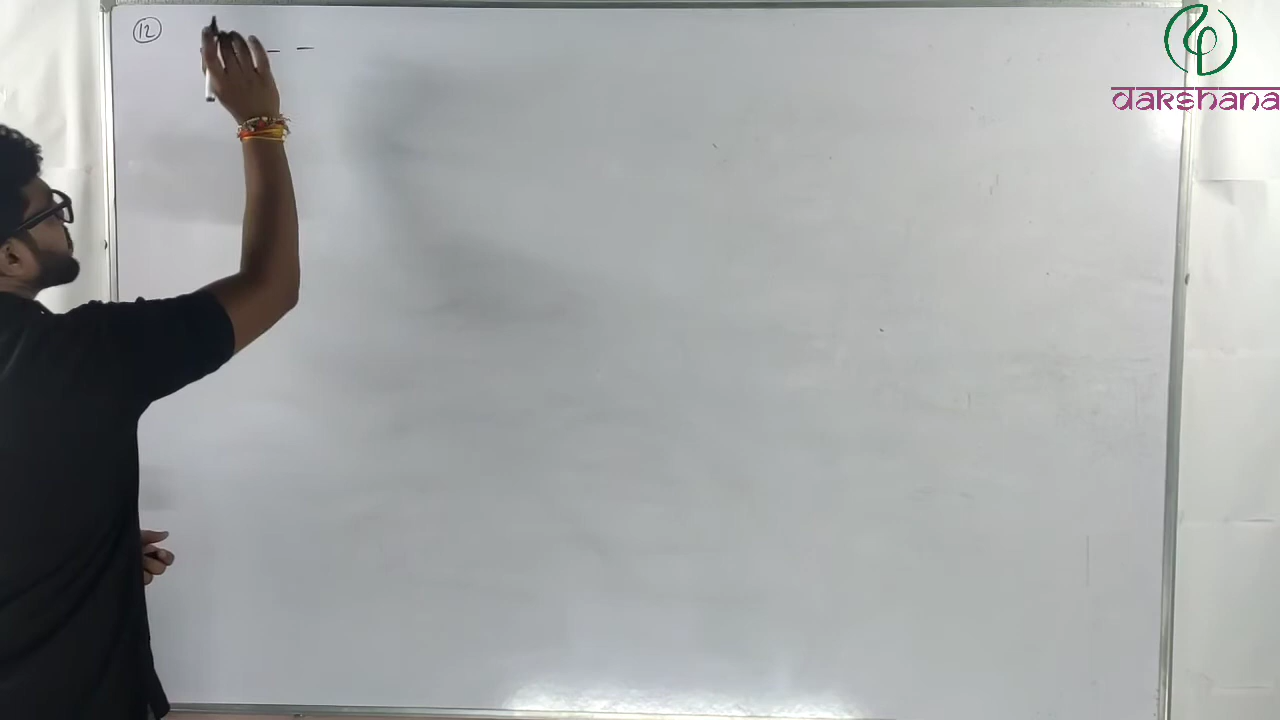 ⑫ _ _
dakshana